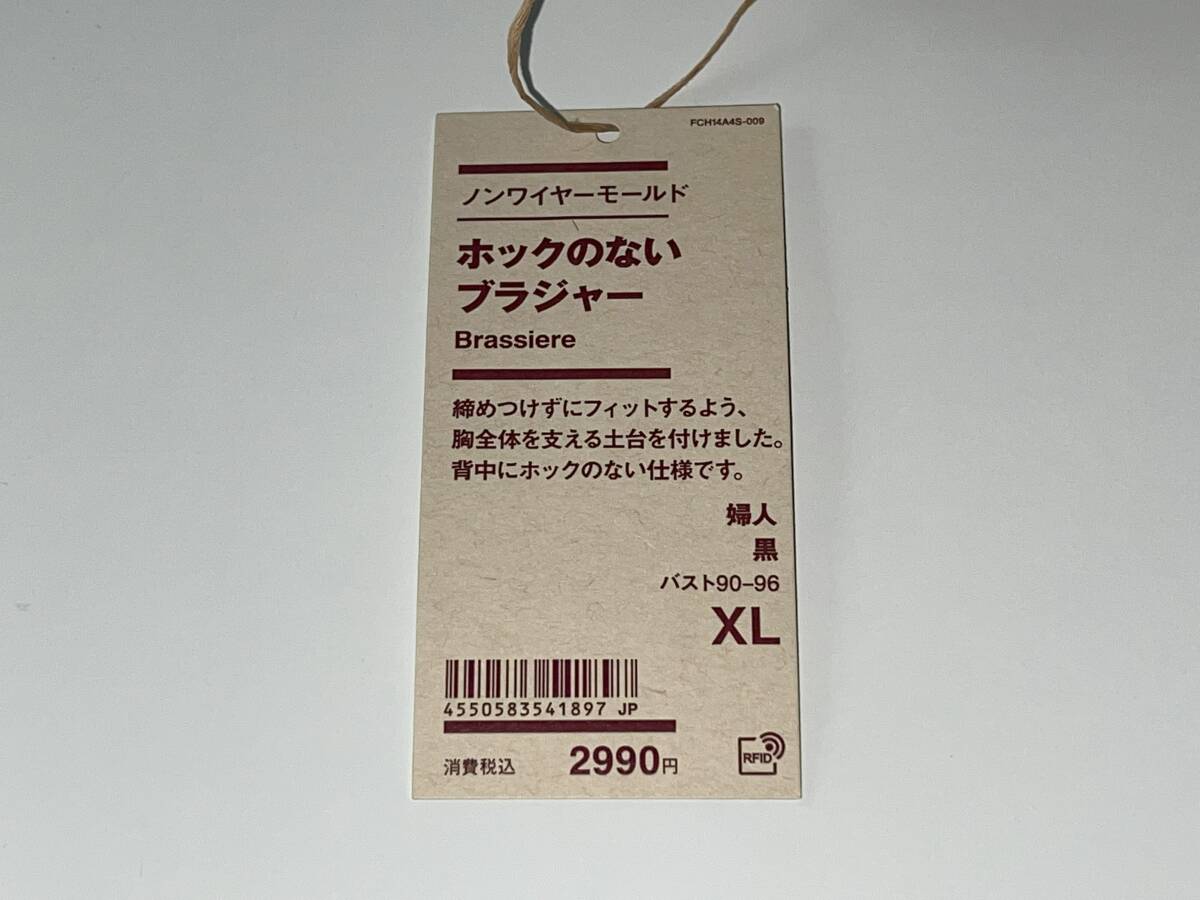 FCH14A4S-009
ノンワイヤーモールド
ホックのない
ブラジャー
Brassiere
締めつけずにフィットするよう、
胸全体を支える土台を付けました。
背中にホックのない仕様です。
婦人
黒
バスト90-96
XL
4550583541897 JP
消費税込 2990円
RFID